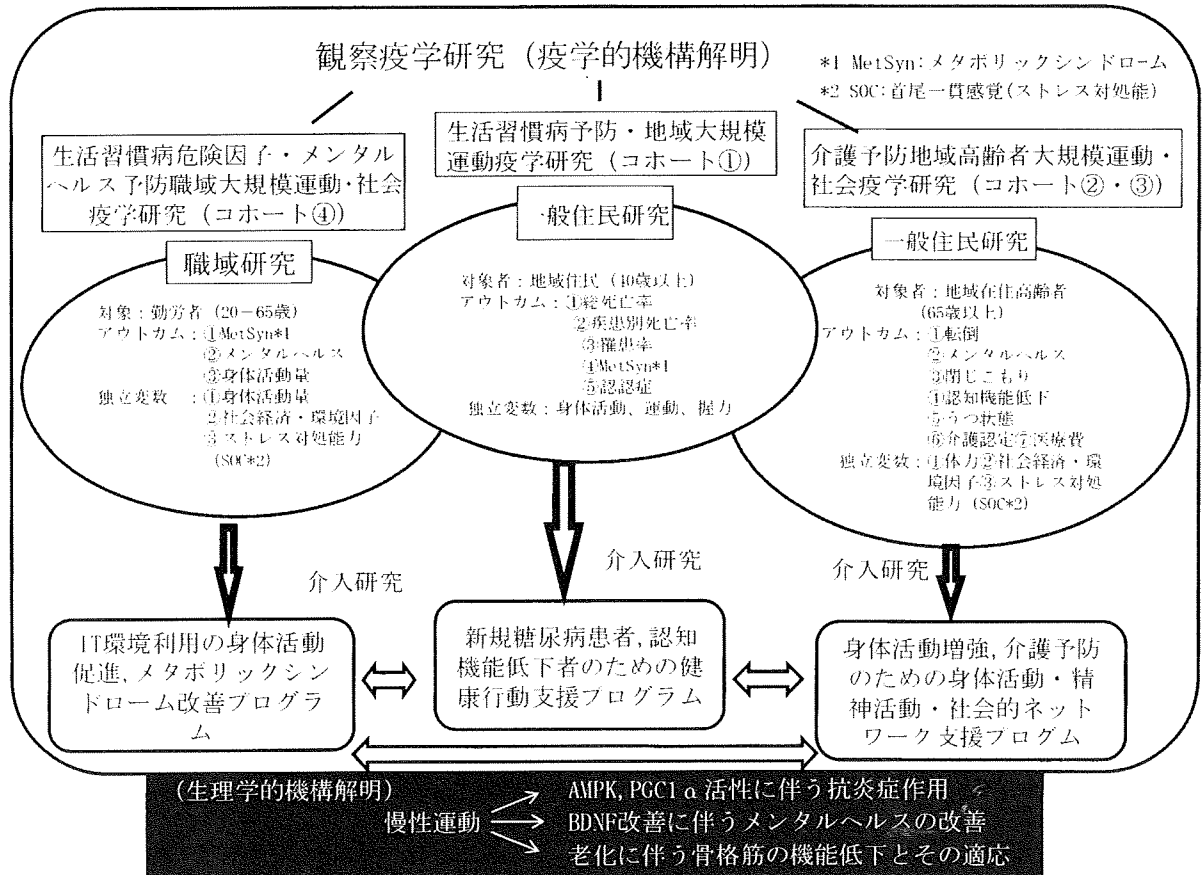 観察疫学研究（疫学的機構解明）
*1 MetSyn：メタボリックシンドローム
*2 SOC：首尾一貫感覚（ストレス対処能）
生活習慣病危険因子・メンタル
ヘルス予防職域大規模運動・社会
疫学研究（コホート④）
生活習慣病予防・地域大規模
運動疫学研究（コホート①）
介護予防地域高齢者大規模運動・
社会疫学研究（コホート②・③）
職域研究
対象：勤労者（20－65歳）
アウトカム：①MetSyn*1
②メンタルヘルス
③身体活動量
独立変数：①身体活動量
②社会経済・環境因子
③ストレス対処能力
（SOC*2）
一般住民研究
対象者：地域住民（40歳以上）
アウトカム：①総死亡率
②疾患別死亡率
③罹患率
④MetSyn*1
⑤認認症
独立変数：身体活動、運動、握力
一般住民研究
対象者：地域在住高齢者
（65歳以上）
アウトカム：①転倒
②メンタルヘルス
③閉じこもり
④認知機能低下
⑤うつ状態
⑥介護認定⑦医療費
独立変数：①体力②社会経済・環
境因子③ストレス対処
能力（SOC*2）
介入研究
介入研究
介入研究
IT環境利用の身体活動
促進，メタボリックシン
ドローム改善プログラ
ム
新規糖尿病患者，認知
機能低下者のための健
康行動支援プログラム
身体活動増強，介護予防
のための身体活動・精
神活動・社会的ネット
ワーク支援プログム
（生理学的機構解明）
慢性運動
AMPK，PGC1α活性に伴う抗炎症作用
BDNF改善に伴うメンタルヘルスの改善
老化に伴う骨格筋の機能低下とその適応